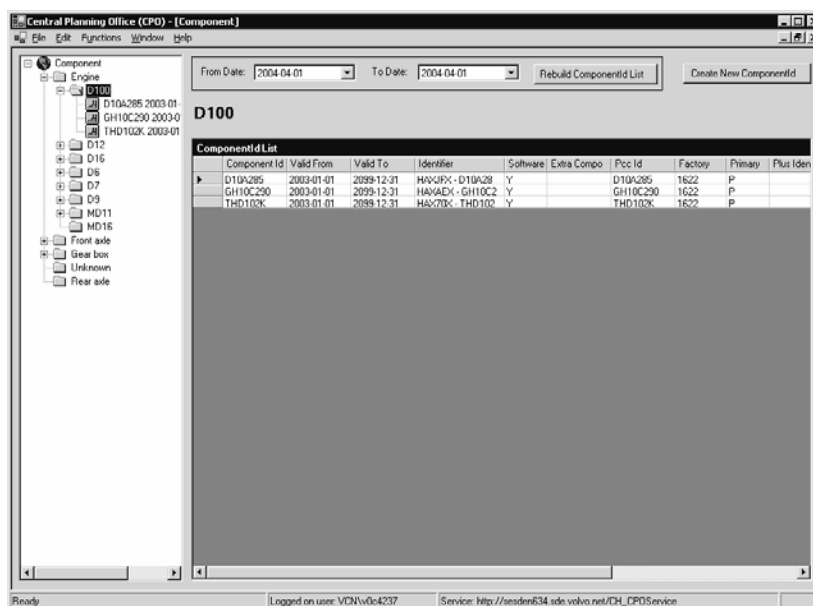 Central Planning Office (CPO) - [Component]
File Edit Functions Window Help
Component
Engine
D100
D10A285 2003-01-
GH10C290 2003-0
THD102K 2003-01
D12
D16
D6
D7
D9
MD11
MD16
Front axle
Gear box
Unknown
Rear axle
From Date: 2004-04-01 To Date: 2004-04-01 Rebuild ComponentId List Create New ComponentId
D100
ComponentId List
Component Id Valid From Valid To Identifier Software Extra Compo Pcc Id Factory Primary Plus Iden
D10A285 2003-01-01 2099-12-31 HAXJFX - D10A28 Y D10A285 1622 P
GH10C290 2003-01-01 2099-12-31 HAXAEX - GH10C2 Y GH10C290 1622 P
THD102K 2003-01-01 2099-12-31 HAX70X - THD102 Y THD102K 1622 P
Ready Logged on user: VCN\v0c4237 Service: http://sesden634.sde.volvo.net/CH_CPOService